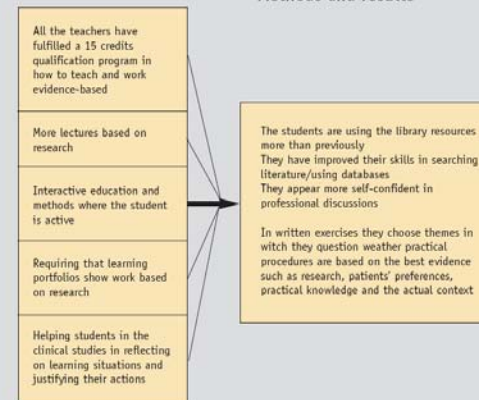 All the teachers have
fulfilled a 15 credits
qualification program in
how to teach and work
evidence-based
More lectures based on
research
Interactive education and
methods where the student
is active
Requiring that learning
portfolios show work based
on research
Helping students in the
clinical studies in reflecting
on learning situations and
justifying their actions
The students are using the library resources
more than previously
They have improved their skills in searching
literature/using databases
They appear more self-confident in
professional discussions
In written exercises they choose themes in
witch they question weather practical
procedures are based on the best evidence
such as research, patients' preferences,
practical knowledge and the actual context